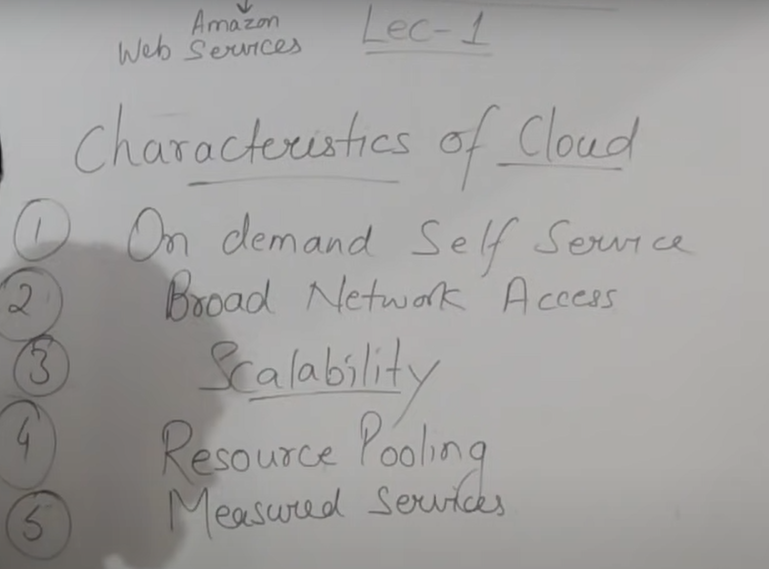 Amazon
Web Services
Lec-1
Characteristics of Cloud
1 On demand Self Service
2 Broad Network Access
3 Scalability
4 Resource Pooling
5 Measured Services